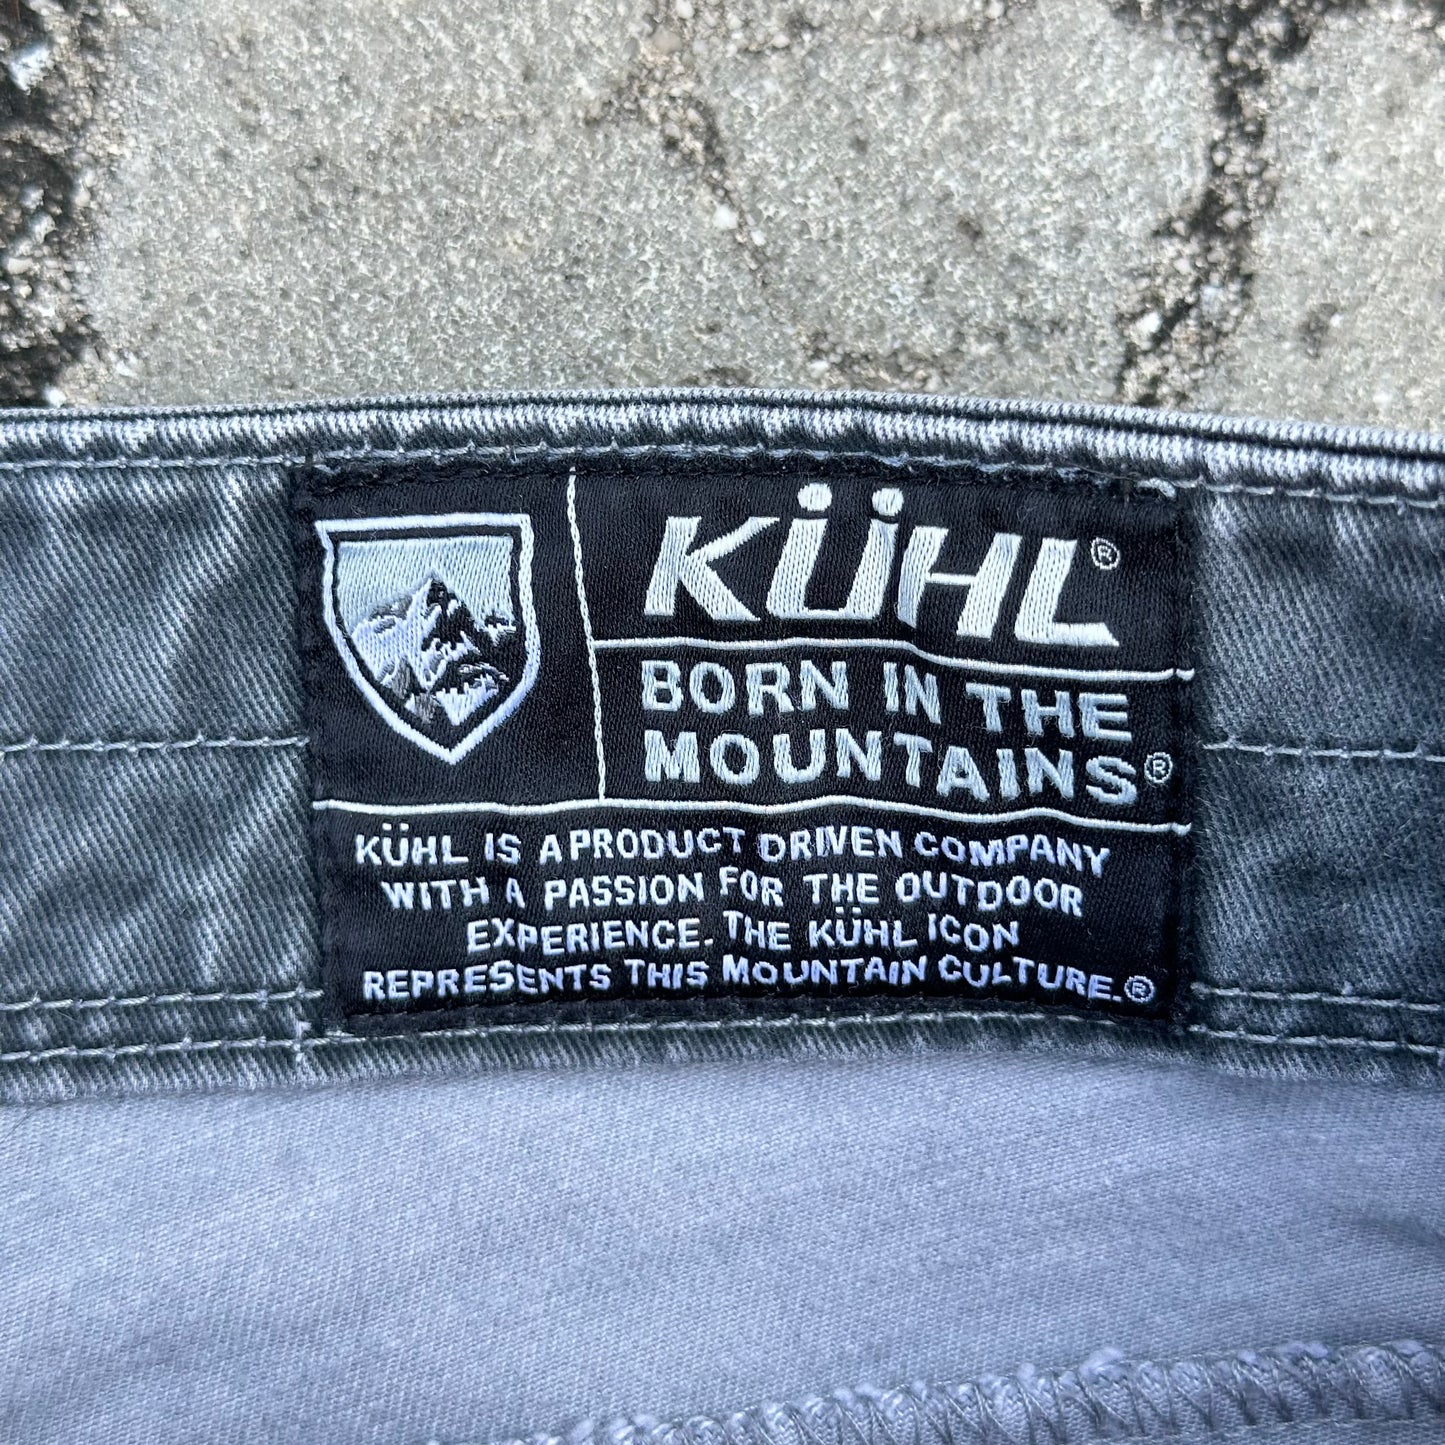 KÜHL®
BORN IN THE
MOUNTAINS®
KÜHL IS A PRODUCT DRIVEN COMPANY
WITH A PASSION FOR THE OUTDOOR
EXPERIENCE. THE KÜHL ICON
REPRESENTS THIS MOUNTAIN CULTURE.®